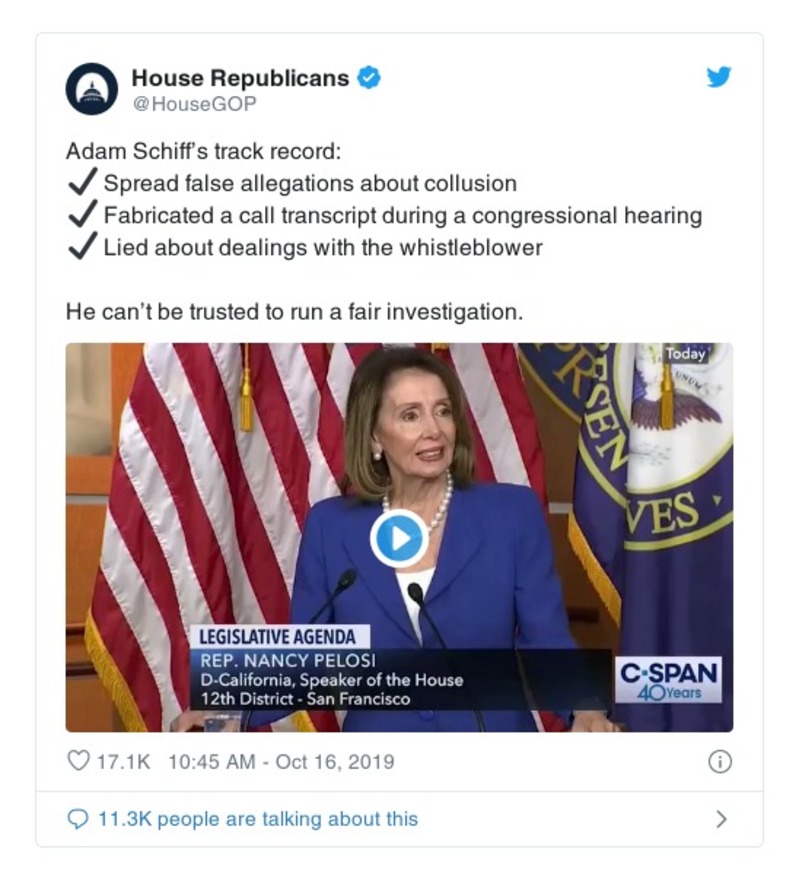 House Republicans
@HouseGOP
Adam Schiff's track record:
✓ Spread false allegations about collusion
✓ Fabricated a call transcript during a congressional hearing
✓ Lied about dealings with the whistleblower
He can't be trusted to run a fair investigation.
Today
UNUM
PRSEN
VES
LEGISLATIVE AGENDA
REP. NANCY PELOSI
D-California, Speaker of the House
12th District - San Francisco
C-SPAN
40 Years
17.1K 10:45 AM - Oct 16, 2019
11.3K people are talking about this